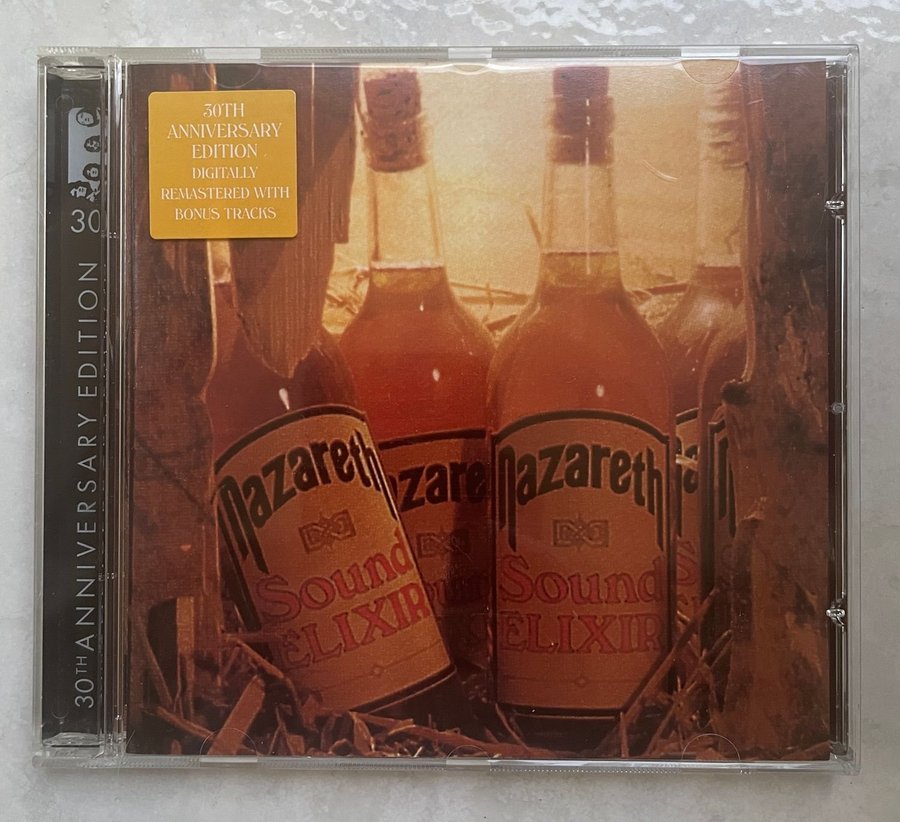 30TH
ANNIVERSARY
EDITION
DIGITALLY
REMASTERED WITH
BONUS TRACKS
30
30TH ANNIVERSARY EDITION
Nazareth
Sound
ELIXIR
Nazareth
Sound
ELIXIR